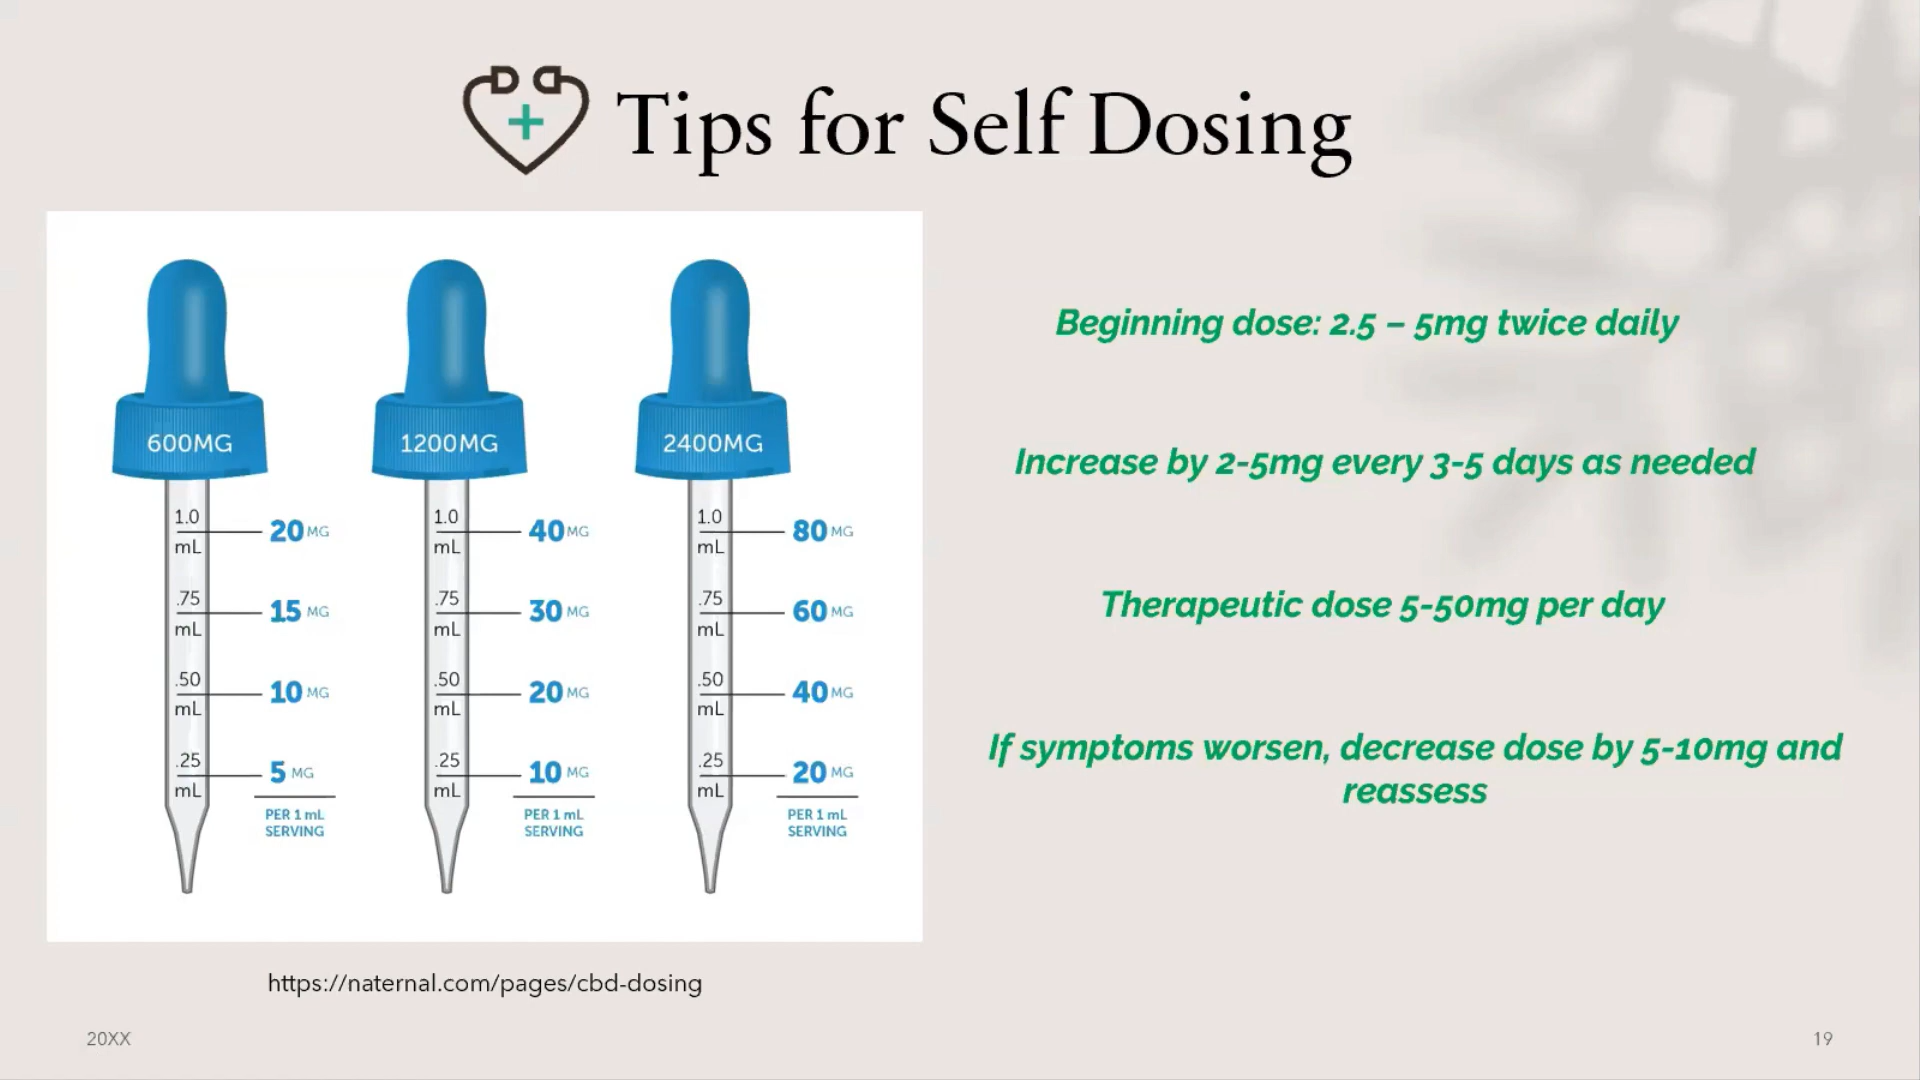 Tips for Self Dosing
600MG
1.0
mL
20 MG
.75
mL
15 MG
.50
mL
10 MG
.25
mL
5 MG
PER 1 mL
SERVING
1200MG
1.0
mL
40 MG
.75
mL
30 MG
.50
mL
20 MG
.25
mL
10 MG
PER 1 mL
SERVING
2400MG
1.0
mL
80 MG
.75
mL
60 MG
.50
mL
40 MG
.25
mL
20 MG
PER 1 mL
SERVING
https://naternal.com/pages/cbd-dosing
Beginning dose: 2.5 – 5mg twice daily
Increase by 2-5mg every 3-5 days as needed
Therapeutic dose 5-50mg per day
If symptoms worsen, decrease dose by 5-10mg and
reassess
20XX
19